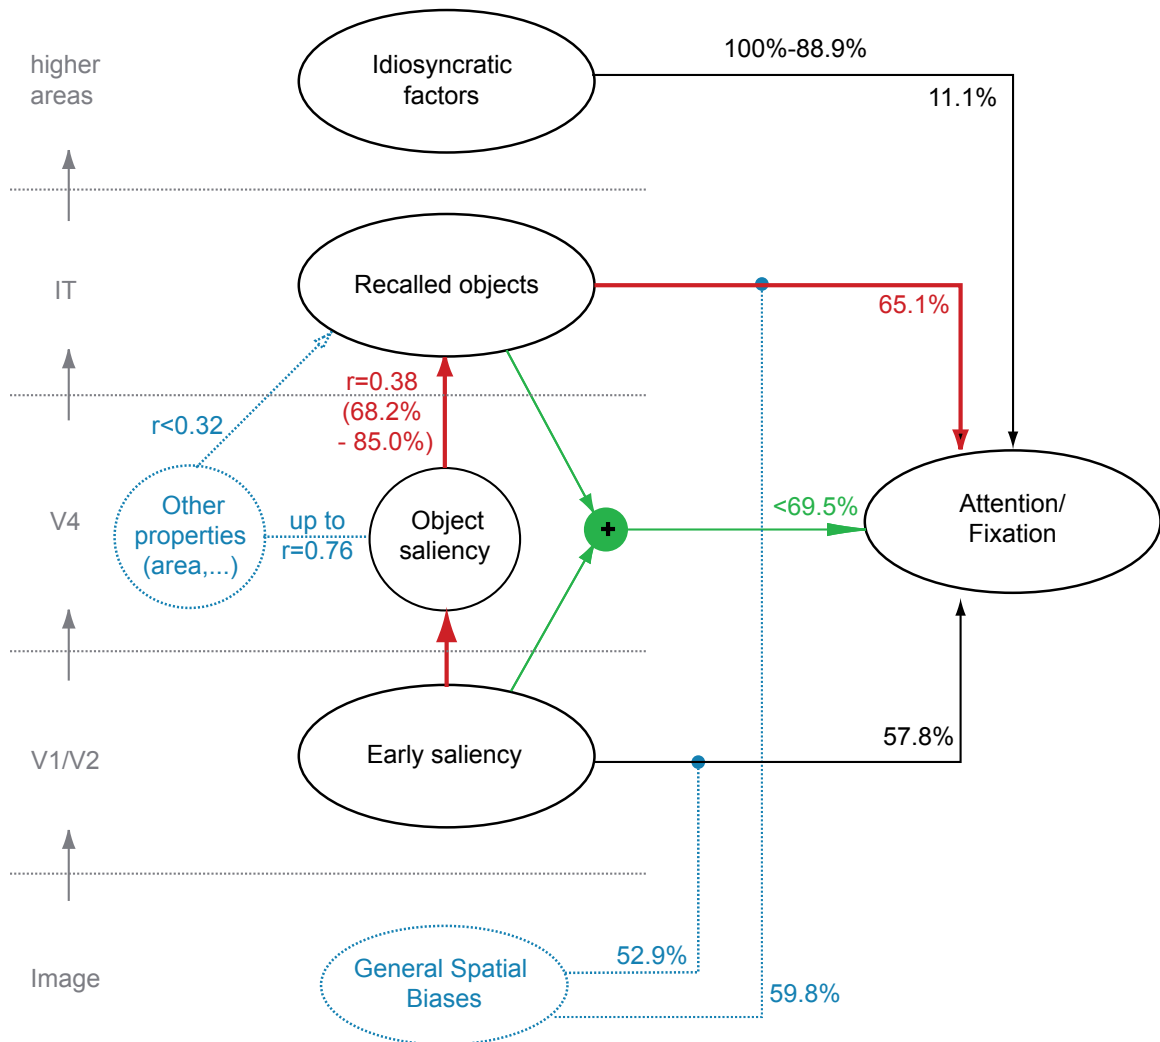 higher
areas
Idiosyncratic
factors
100%-88.9%
11.1%
IT
Recalled objects
65.1%
r=0.38
(68.2%
- 85.0%)
r<0.32
V4
Other
properties
(area,...)
up to
r=0.76
Object
saliency
+
<69.5%
Attention/
Fixation
V1/V2
Early saliency
57.8%
Image
General Spatial
Biases
52.9%
59.8%